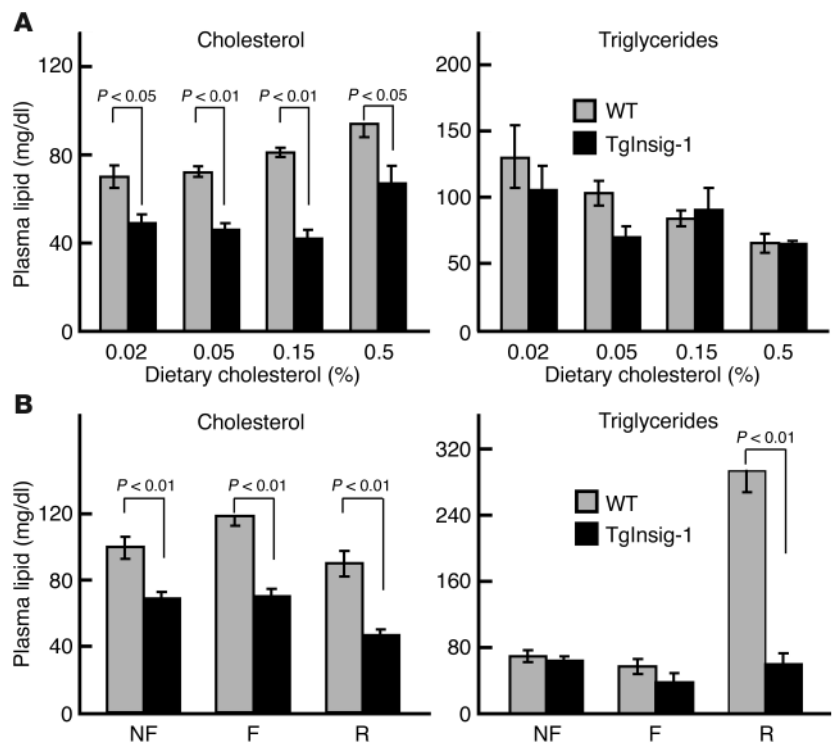 A
Cholesterol
Triglycerides
Plasma lipid (mg/dl)
120
80
40
0
P < 0.05
P < 0.01
P < 0.01
P < 0.05
0.02 0.05 0.15 0.5
Dietary cholesterol (%)
200
150
100
50
0
WT
TgInsig-1
0.02 0.05 0.15 0.5
Dietary cholesterol (%)
B
Cholesterol
Triglycerides
Plasma lipid (mg/dl)
120
80
40
0
P < 0.01
P < 0.01
P < 0.01
NF F R
320
240
160
80
0
P < 0.01
WT
TgInsig-1
NF F R